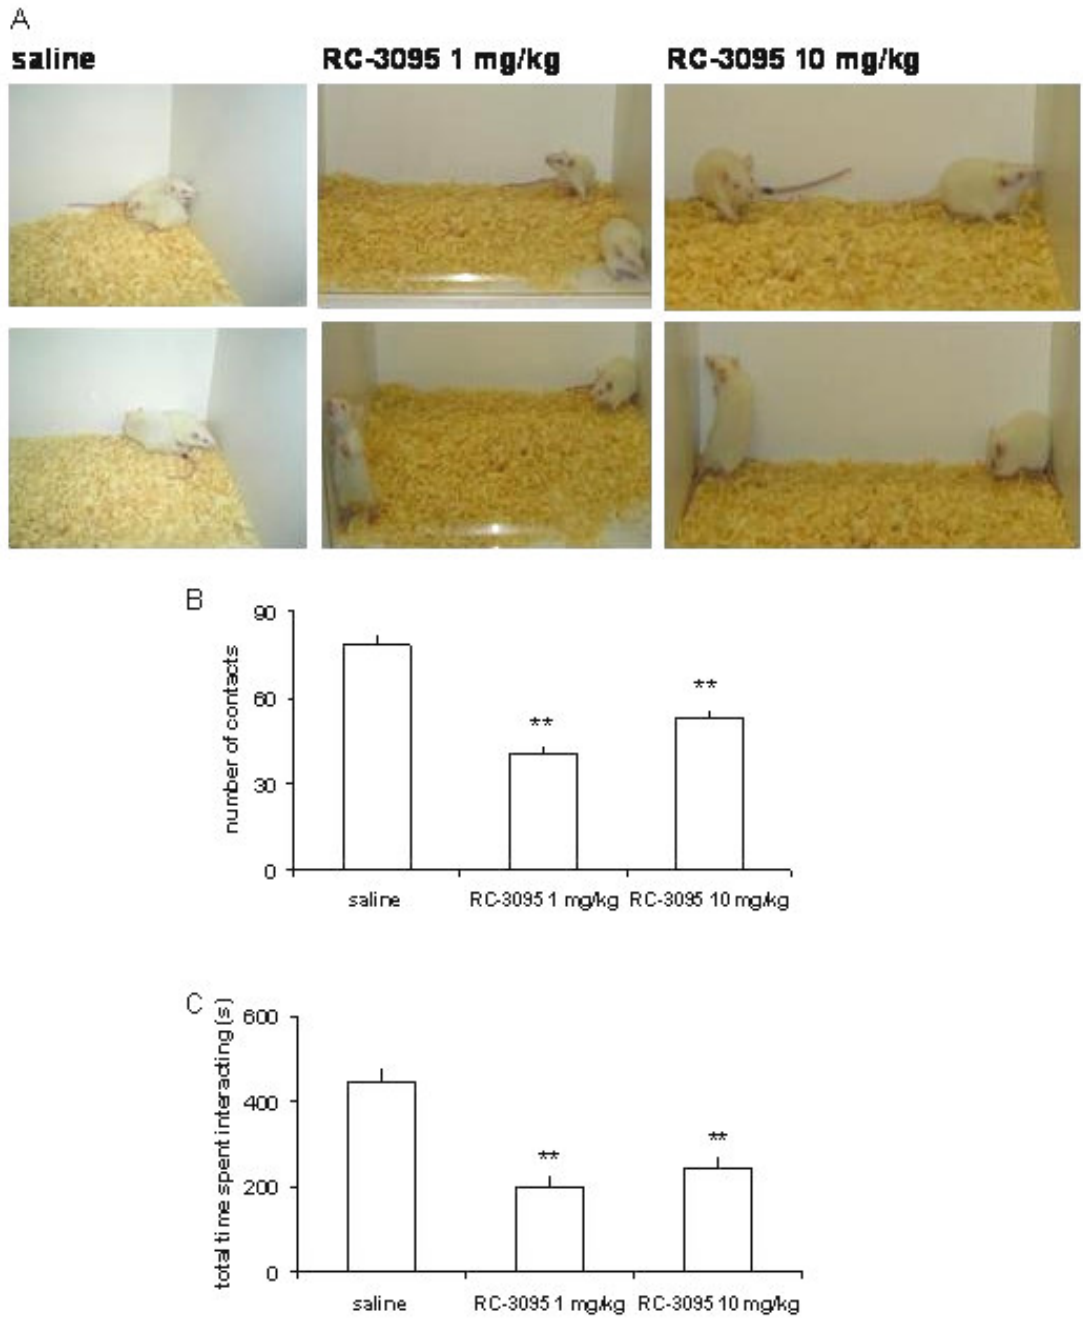 A
saline RC-3095 1 mg/kg RC-3095 10 mg/kg
B
number of contacts
90
60
30
0
**
**
saline RC-3095 1 mg/kg RC-3095 10 mg/kg
C
total time spent interacting (s)
600
400
200
0
**
**
saline RC-3095 1 mg/kg RC-3095 10 mg/kg